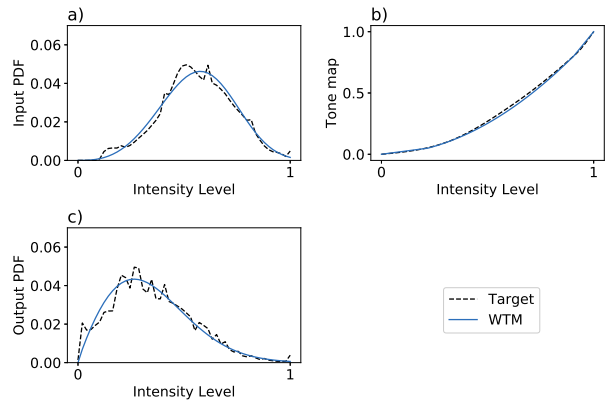 a)
Input PDF
0.06
0.04
0.02
0.00
0
1
Intensity Level
b)
Tone map
1.0
0.5
0.0
0
1
Intensity Level
c)
Output PDF
0.06
0.04
0.02
0.00
0
1
Intensity Level
Target
WTM